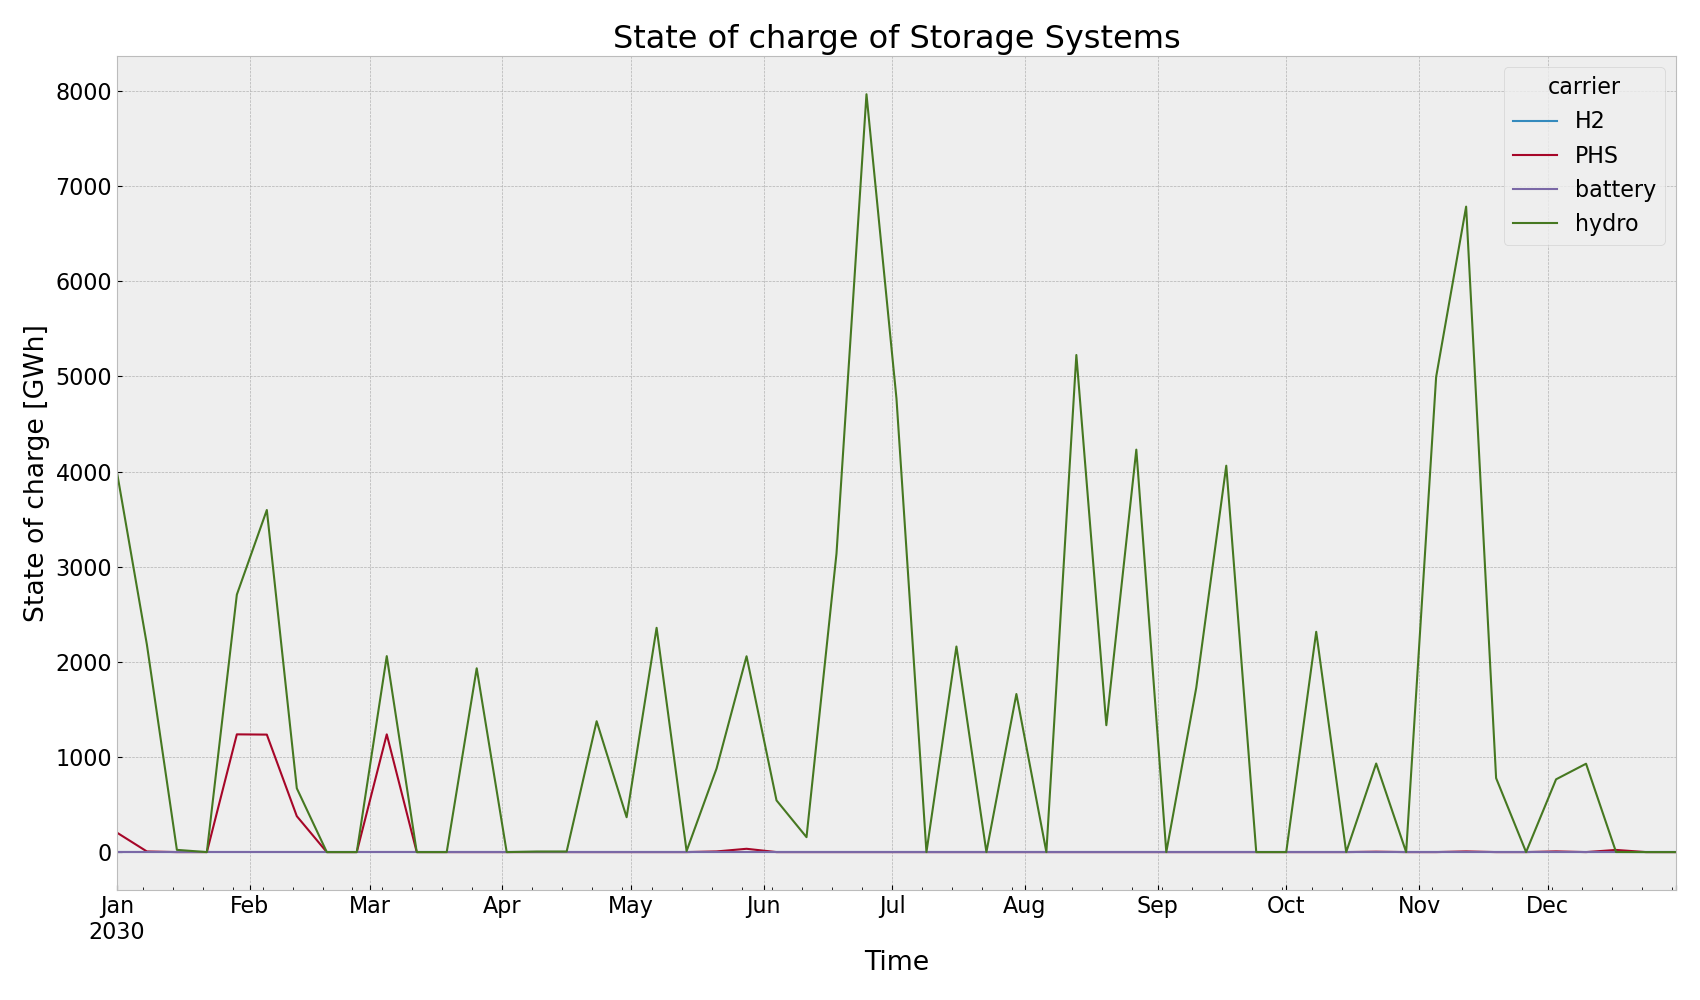 State of charge of Storage Systems
State of charge [GWh]
8000
7000
6000
5000
4000
3000
2000
1000
0
carrier
H2
PHS
battery
hydro
Jan Feb Mar Apr May Jun Jul Aug Sep Oct Nov Dec
2030
Time